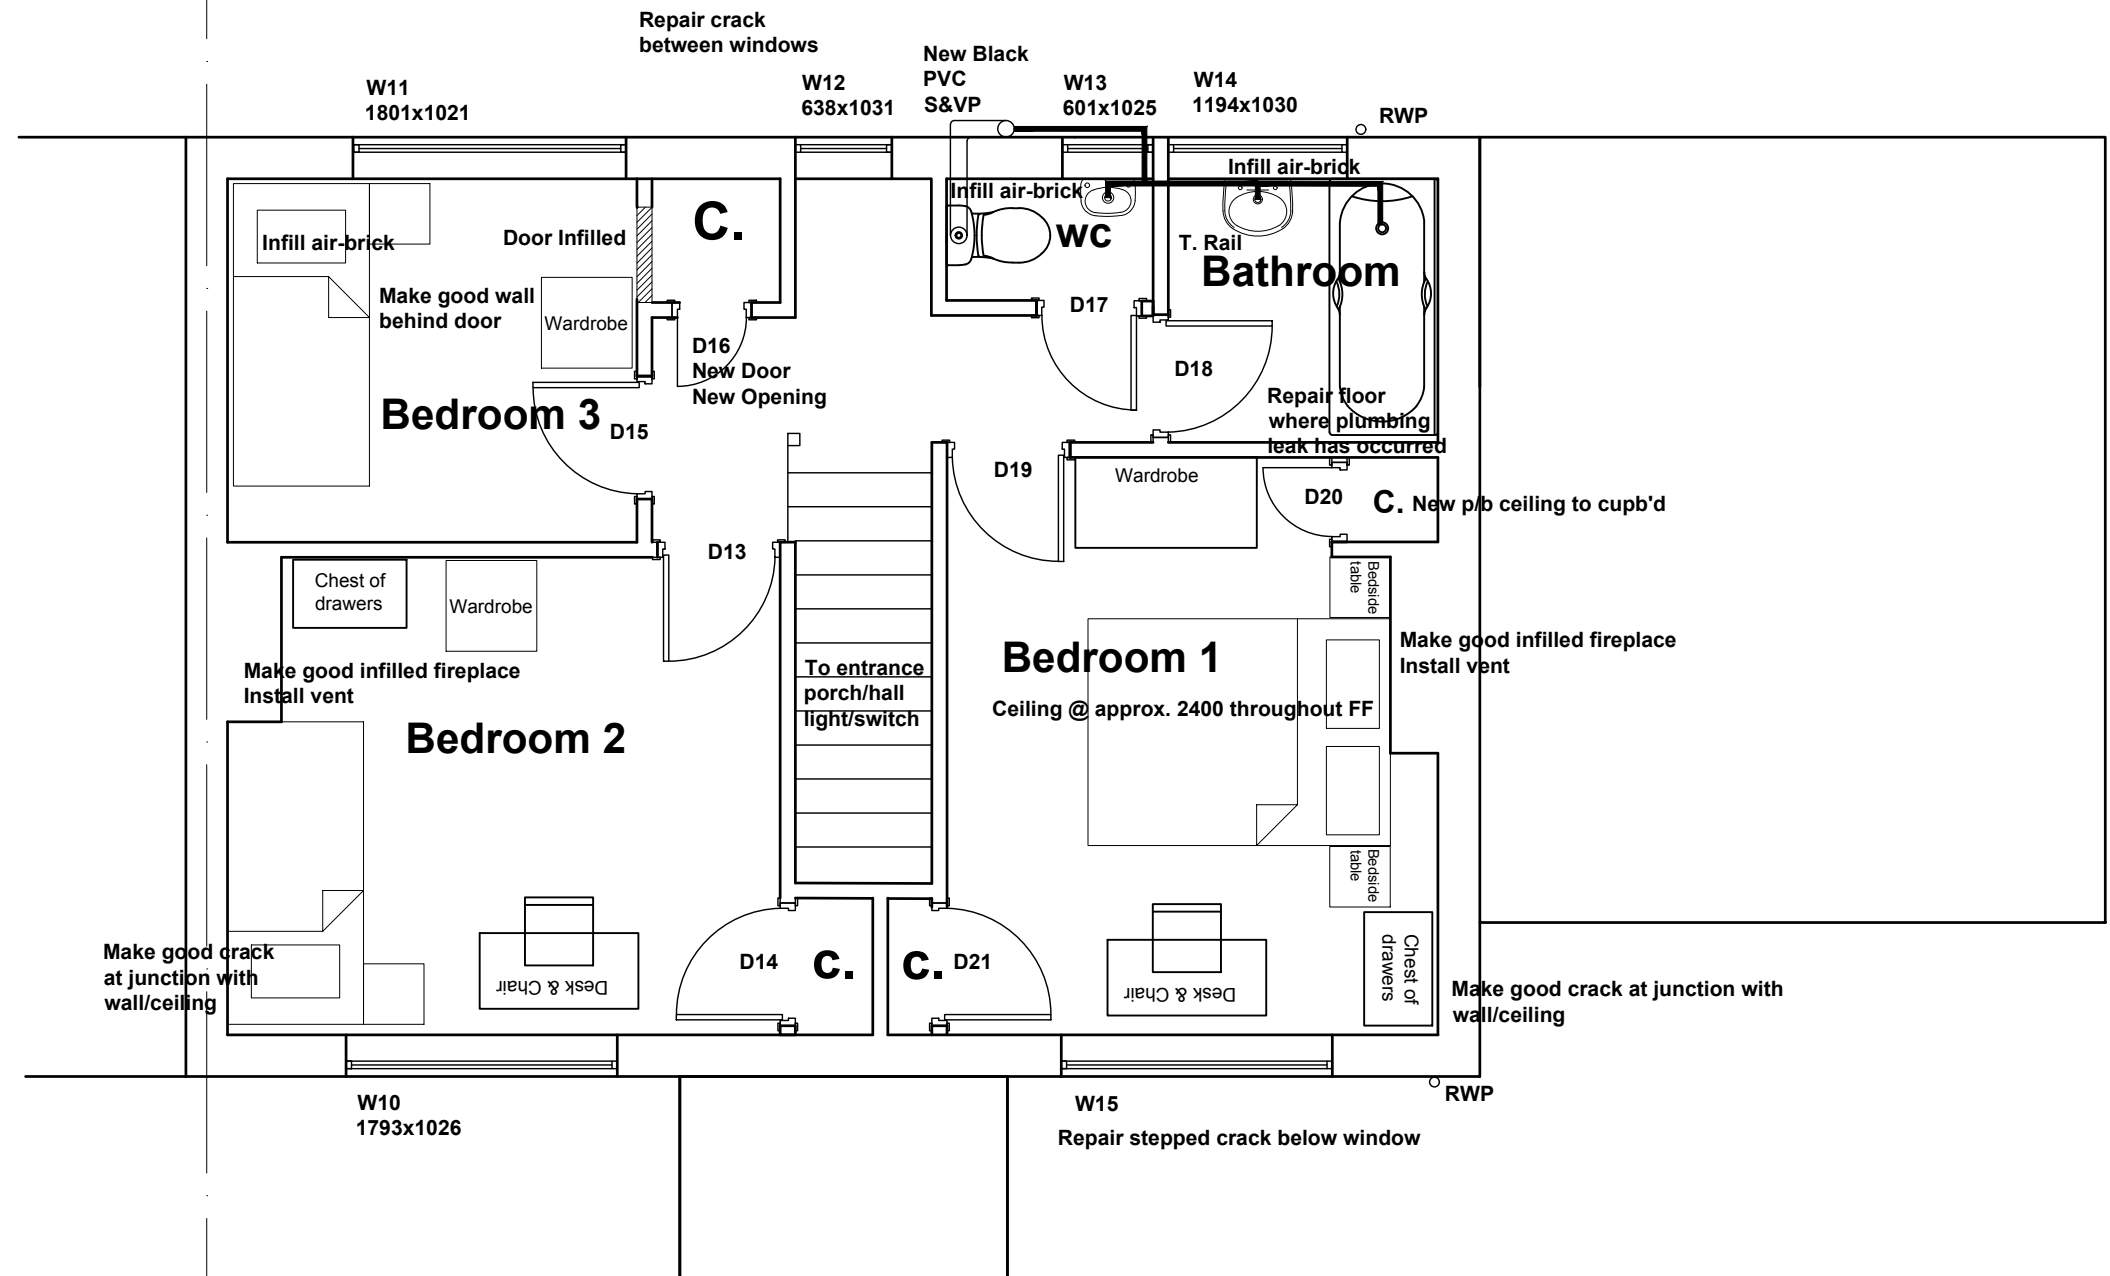 Repair crack
between windows
New Black
PVC
S&VP
W11
1801x1021
W12
638x1031
W13
601x1025
W14
1194x1030
RWP
Infill air-brick
Infill air-brick
C.
wc
T. Rail
Bathroom
Infill air-brick
Door Infilled
Make good wall
behind door
Wardrobe
D17
D16
New Door
New Opening
D18
Bedroom 3
D15
Repair floor
where plumbing
leak has occurred
D19
Wardrobe
D20
C.
New p/b ceiling to cupb'd
D13
Chest of
drawers
Wardrobe
Bedside
table
Make good infilled fireplace
Install vent
Bedroom 2
To entrance
porch/hall
light/switch
Bedroom 1
Ceiling @ approx. 2400 throughout FF
Make good infilled fireplace
Install vent
Bedside
table
Make good crack
at junction with
wall/ceiling
Desk & Chair
D14
C.
C.
D21
Desk & Chair
Chest of
drawers
Make good crack at junction with
wall/ceiling
W10
1793x1026
W15
Repair stepped crack below window
RWP